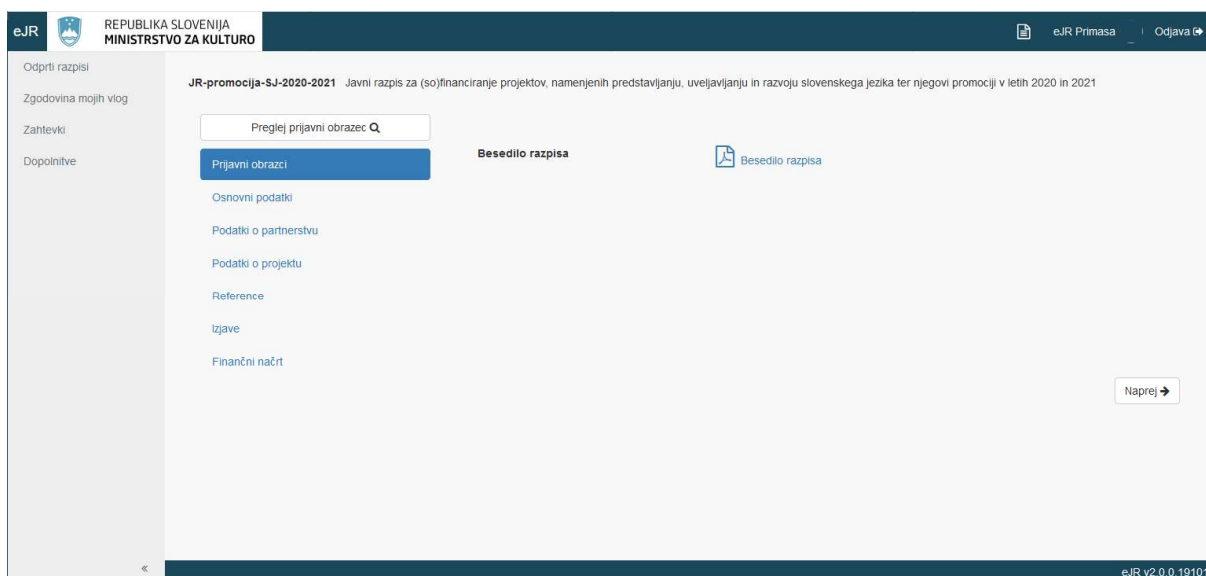 eJR
REPUBLIKA SLOVENIJA
MINISTRSTVO ZA KULTURO
eJR Primasa
Odjava
Odprti razpisi
Zgodovina mojih vlog
Zahtevki
Dopolnitve
JR-promocija-SJ-2020-2021 Javni razpis za (so)financiranje projektov, namenjenih predstavljanju, uveljavljanju in razvoju slovenskega jezika ter njegovi promociji v letih 2020 in 2021
Preglej prijavni obrazec
Prijavni obrazci
Osnovni podatki
Podatki o partnerstvu
Podatki o projektu
Reference
Izjave
Finančni načrt
Besedilo razpisa
Besedilo razpisa
Naprej
«
eJR v2.0.0.19101